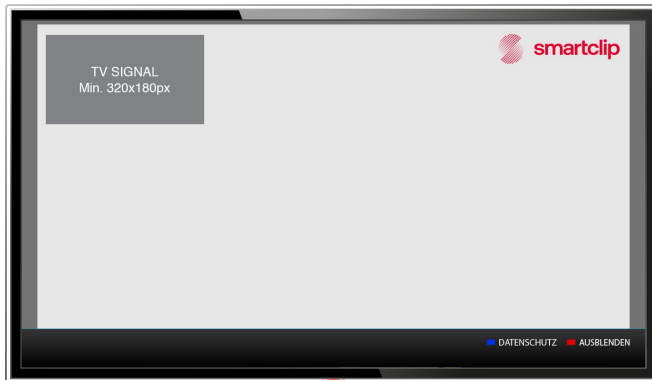 TV SIGNAL
Min. 320x180px
smartclip
DATENSCHUTZ AUSBLENDEN